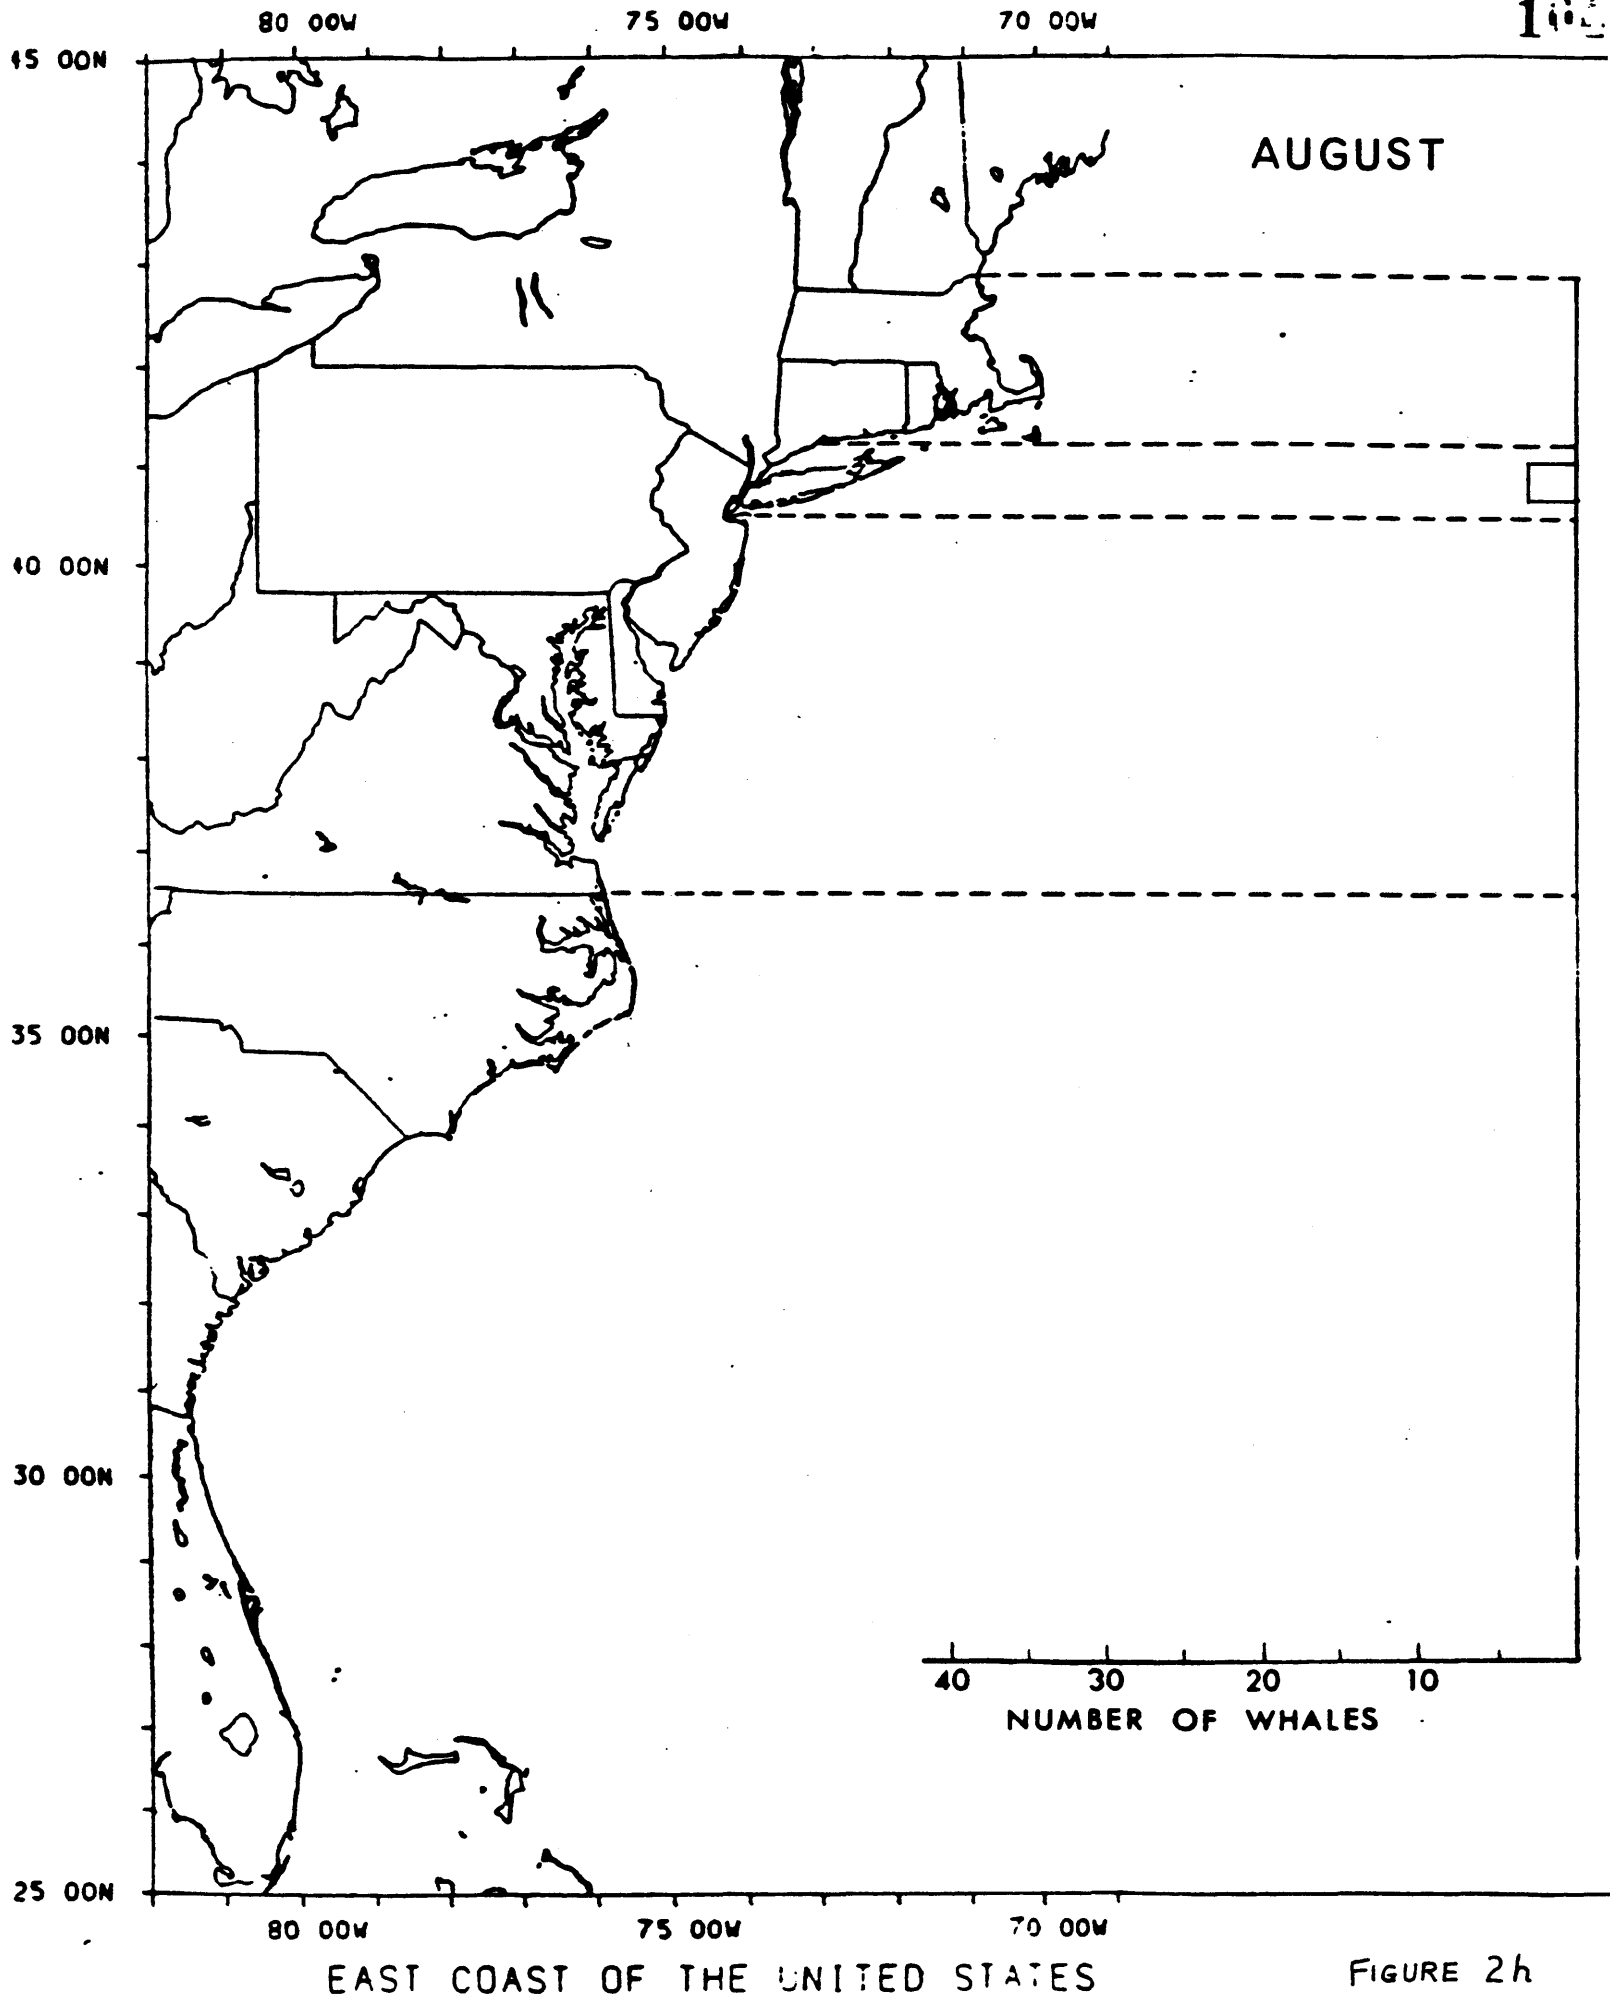 80 00W 75 00W 70 00W
45 00N
AUGUST
40 00N
35 00N
30 00N
40 30 20 10
NUMBER OF WHALES
25 00N
80 00W 75 00W 70 00W
EAST COAST OF THE UNITED STATES
FIGURE 2h